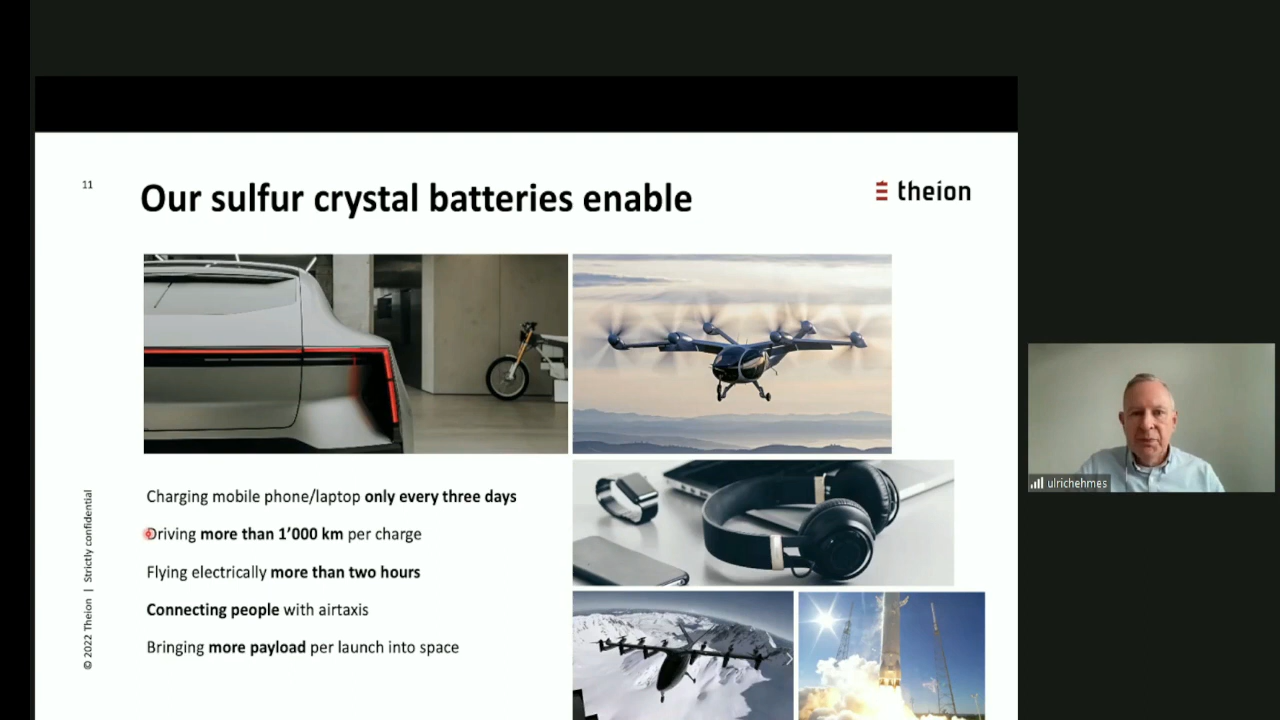 11
Our sulfur crystal batteries enable
theion
Charging mobile phone/laptop only every three days
Driving more than 1’000 km per charge
Flying electrically more than two hours
Connecting people with airtaxis
Bringing more payload per launch into space
© 2022 Theion | Strictly confidential
ulrichehmes